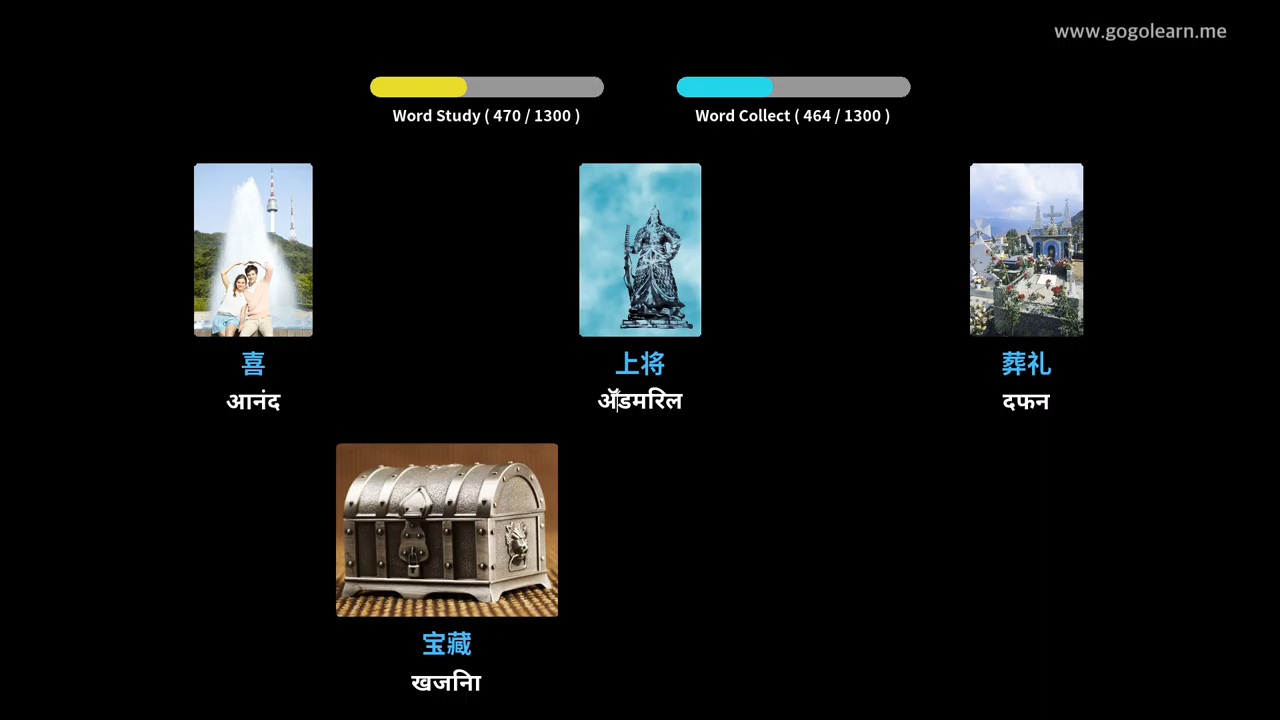 www.gogolearn.me
Word Study ( 470 / 1300 )
Word Collect ( 464 / 1300 )
喜
上将
葬礼
आनंद
अॅडमरिल
दफन
宝藏
खजनिा